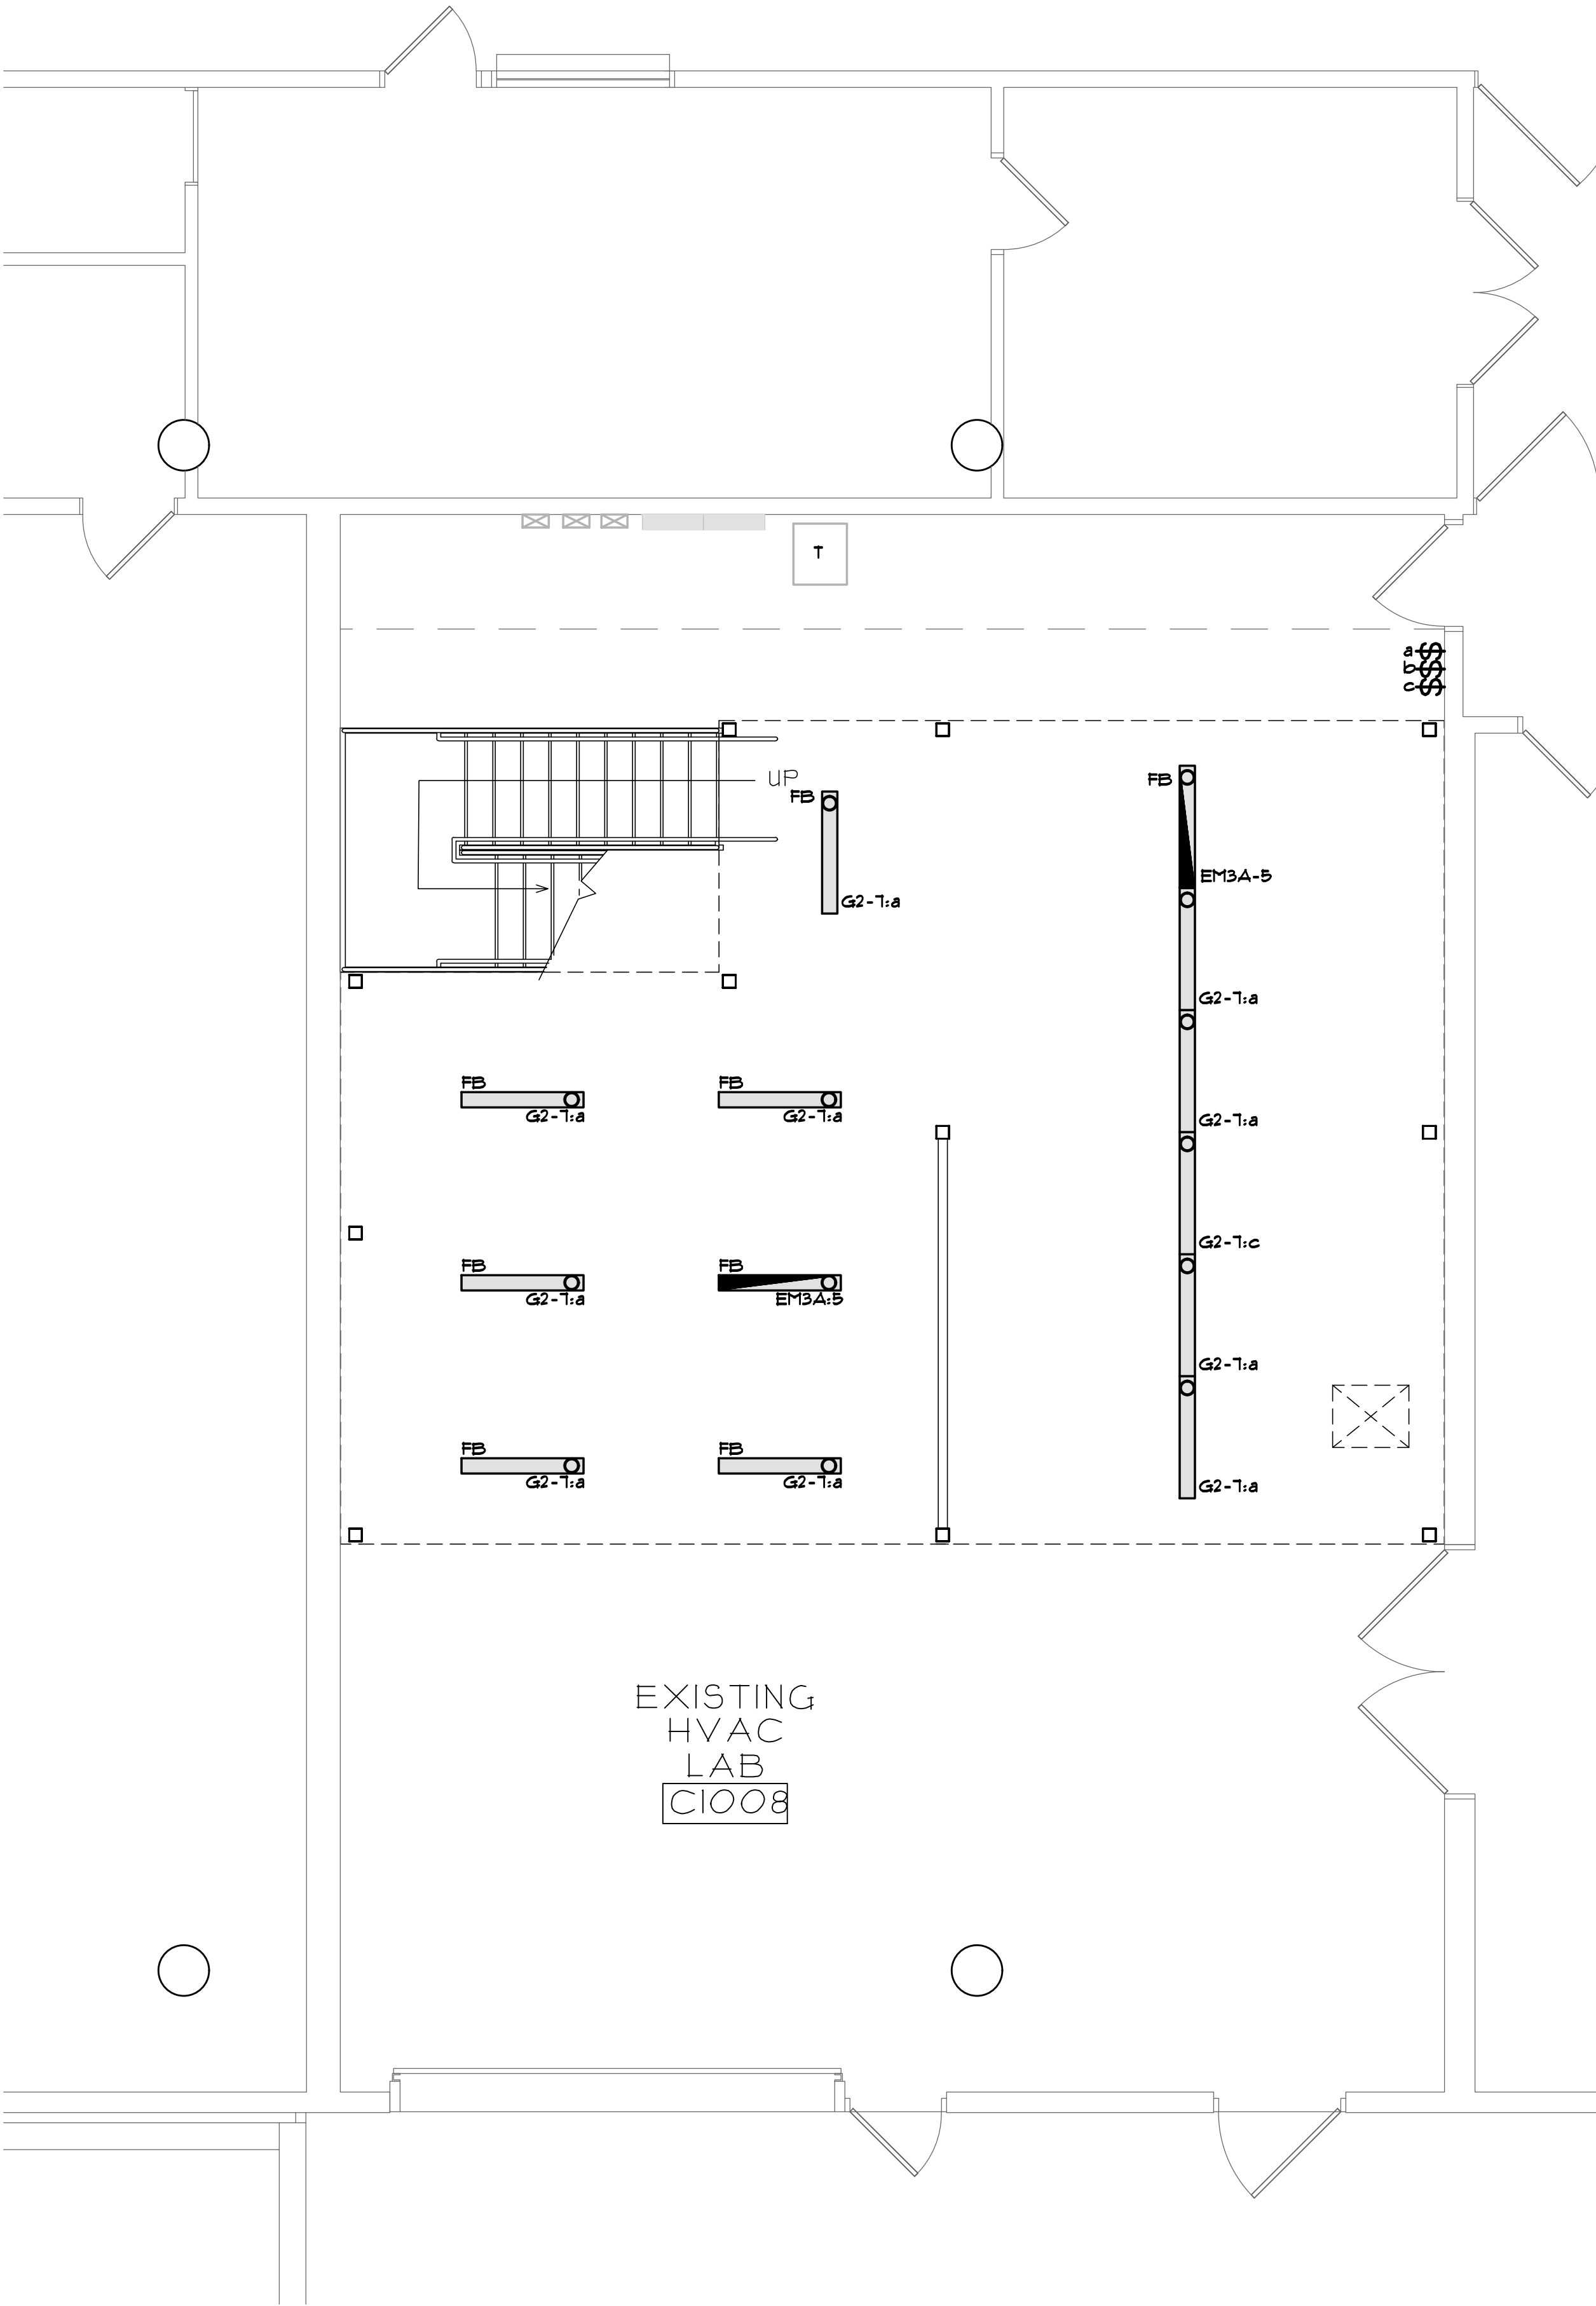 T
a $
b $
c $
UP
FB
FB
EM3A-5
G2-7:a
G2-7:a
FB
G2-7:a
FB
G2-7:a
G2-7:a
G2-7:c
FB
G2-7:a
FB
EM3A:5
G2-7:a
FB
G2-7:a
FB
G2-7:a
G2-7:a
EXISTING
HVAC
LAB
C1008